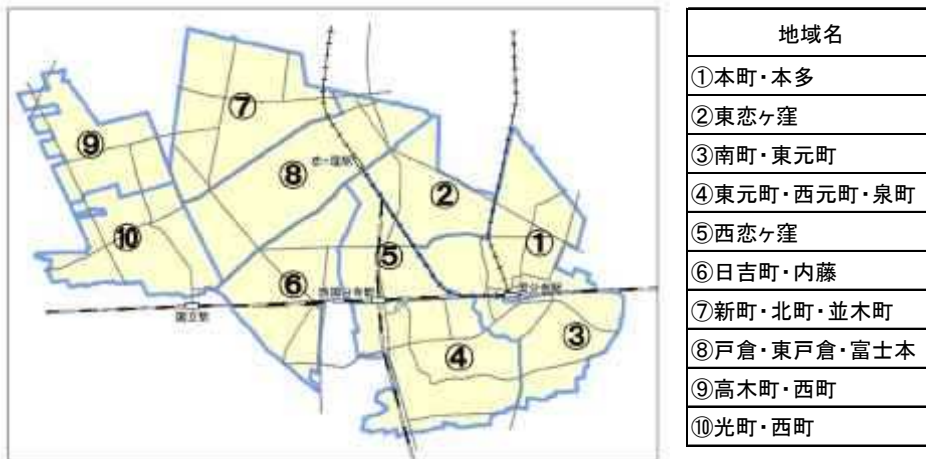 ⑦
⑨
恋ヶ窪駅
⑧
②
⑩
①
⑤
⑥
西国分寺駅
国分寺駅
国立駅
③
④
地域名
①本町・本多
②東恋ヶ窪
③南町・東元町
④東元町・西元町・泉町
⑤西恋ヶ窪
⑥日吉町・内藤
⑦新町・北町・並木町
⑧戸倉・東戸倉・富士本
⑨高木町・西町
⑩光町・西町